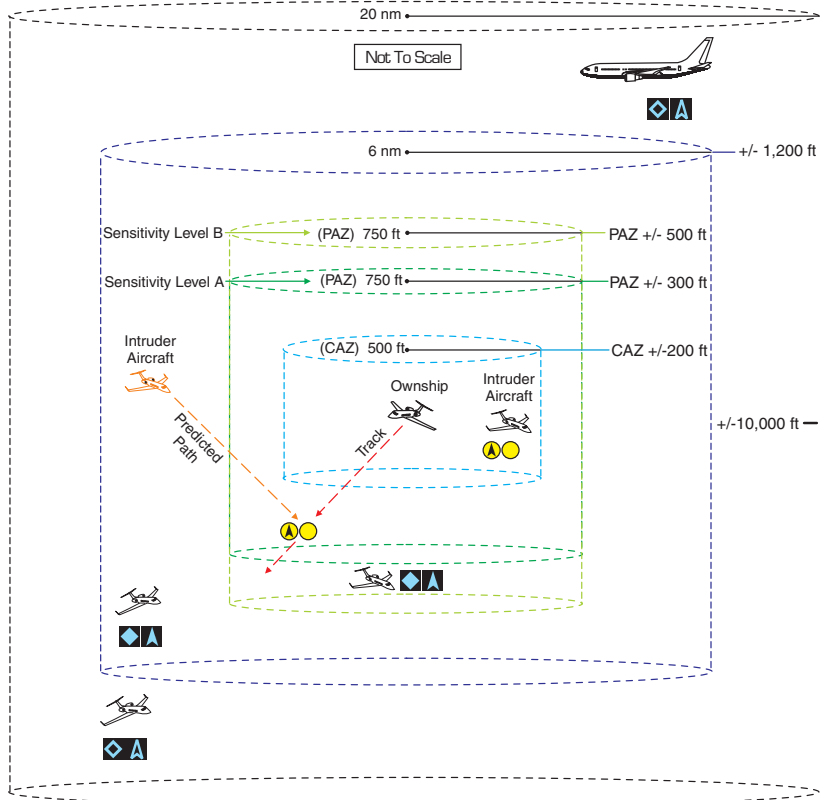 20 nm
Not To Scale
6 nm
+/- 1,200 ft
Sensitivity Level B
(PAZ) 750 ft
PAZ +/- 500 ft
Sensitivity Level A
(PAZ) 750 ft
PAZ +/- 300 ft
(CAZ) 500 ft
CAZ +/-200 ft
Intruder
Aircraft
Ownship
Intruder
Aircraft
Predicted
Path
Track
+/-10,000 ft